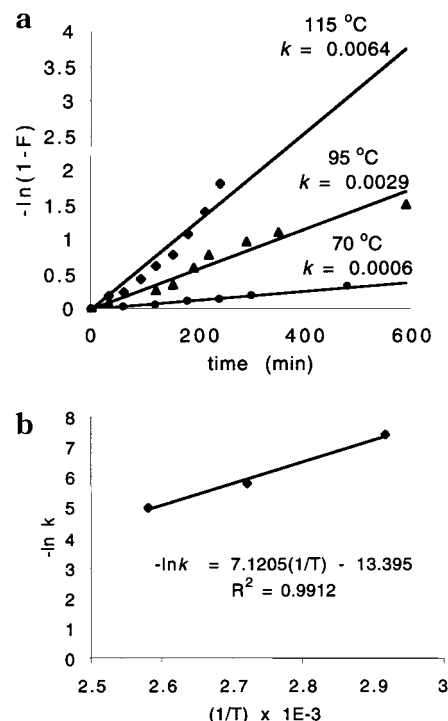 a
4
3.5
3
2.5
2
1.5
1
0.5
0
-ln(1-F)
115 °C
k = 0.0064
95 °C
k = 0.0029
70 °C
k = 0.0006
0 200 400 600
time (min)
b
8
7
6
5
4
3
2
1
0
-ln k
-lnk = 7.1205(1/T) - 13.395
R² = 0.9912
2.5 2.6 2.7 2.8 2.9 3
(1/T) x 1E-3